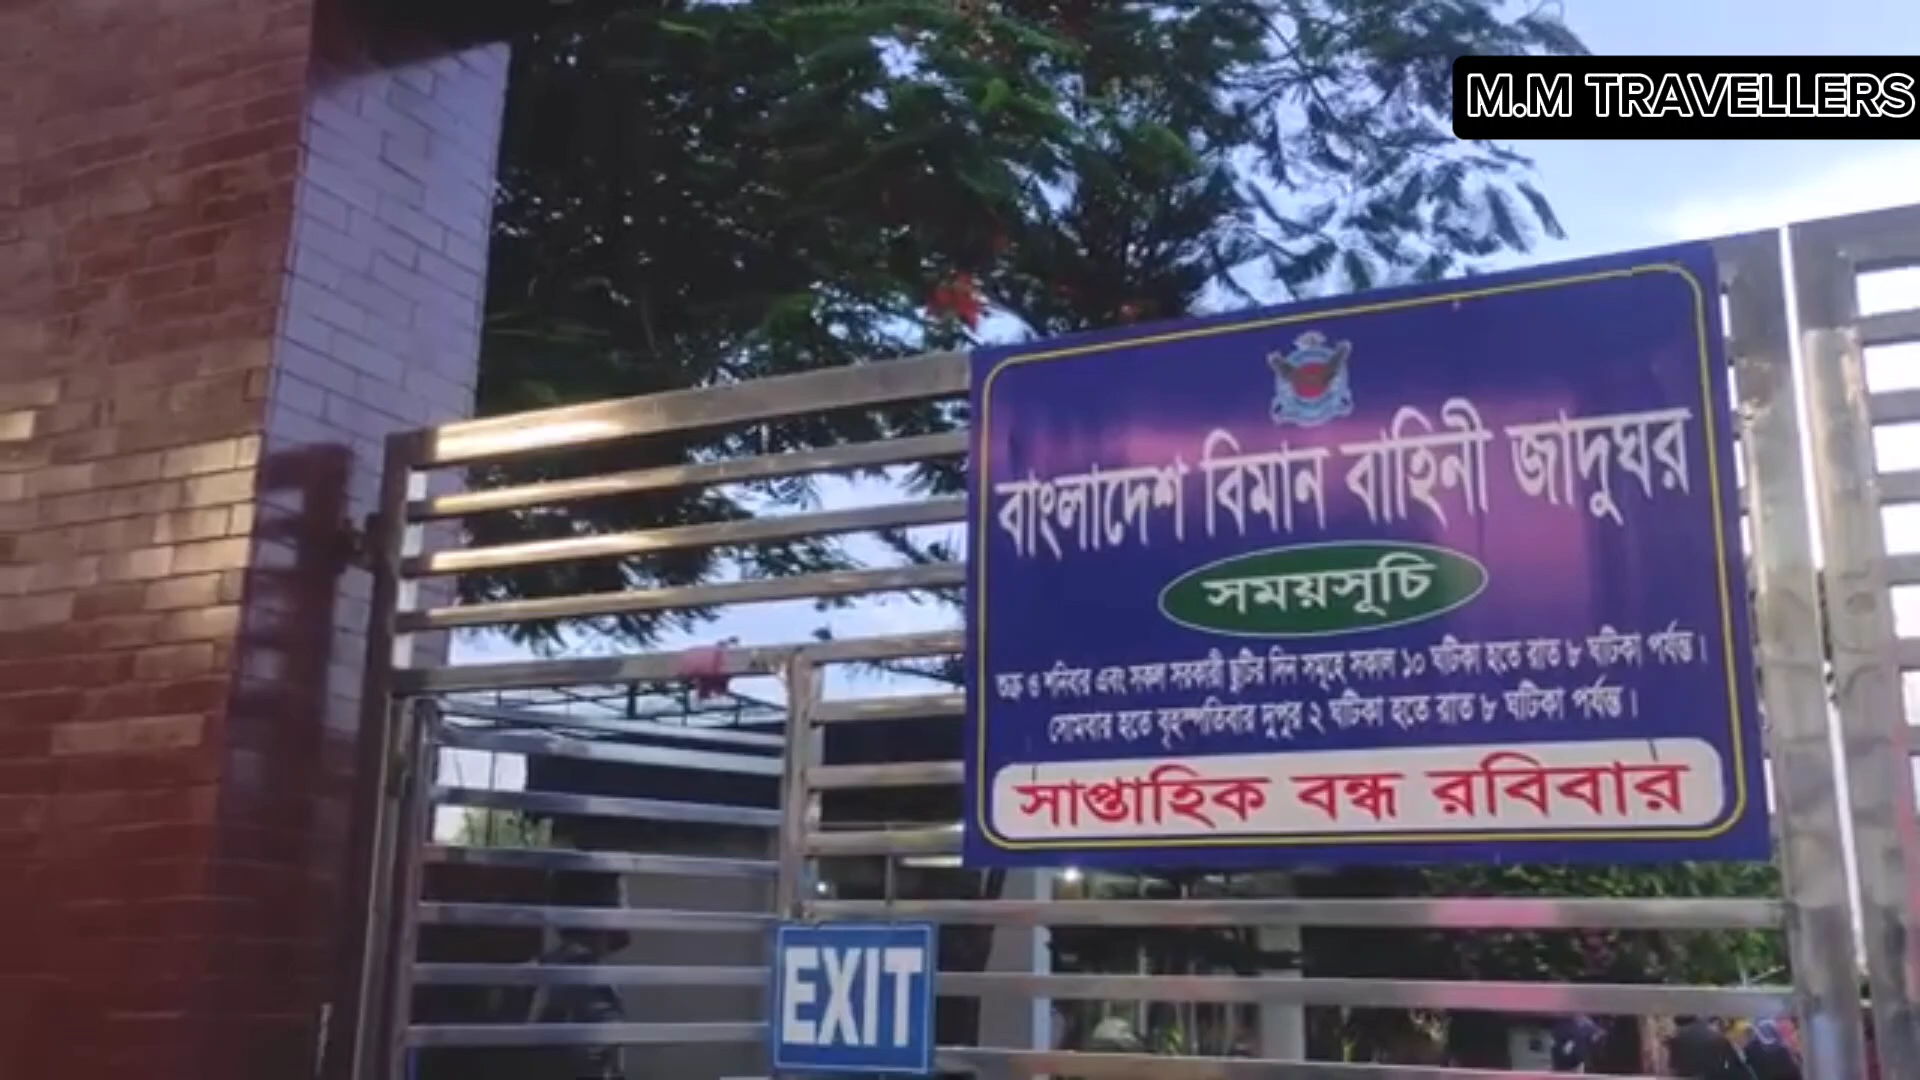 M.M TRAVELLERS
বাংলাদেশ বিমান বাহিনী জাদুঘর
সময়সূচি
শুক্র ও শনিবার এবং সকল সরকারী ছুটির দিন সমূহে সকাল ১০ ঘটিকা হতে রাত ৮ ঘটিকা পর্যন্ত।
সোমবার হতে বৃহস্পতিবার দুপুর ২ ঘটিকা হতে রাত ৮ ঘটিকা পর্যন্ত।
সাপ্তাহিক বন্ধ রবিবার
EXIT